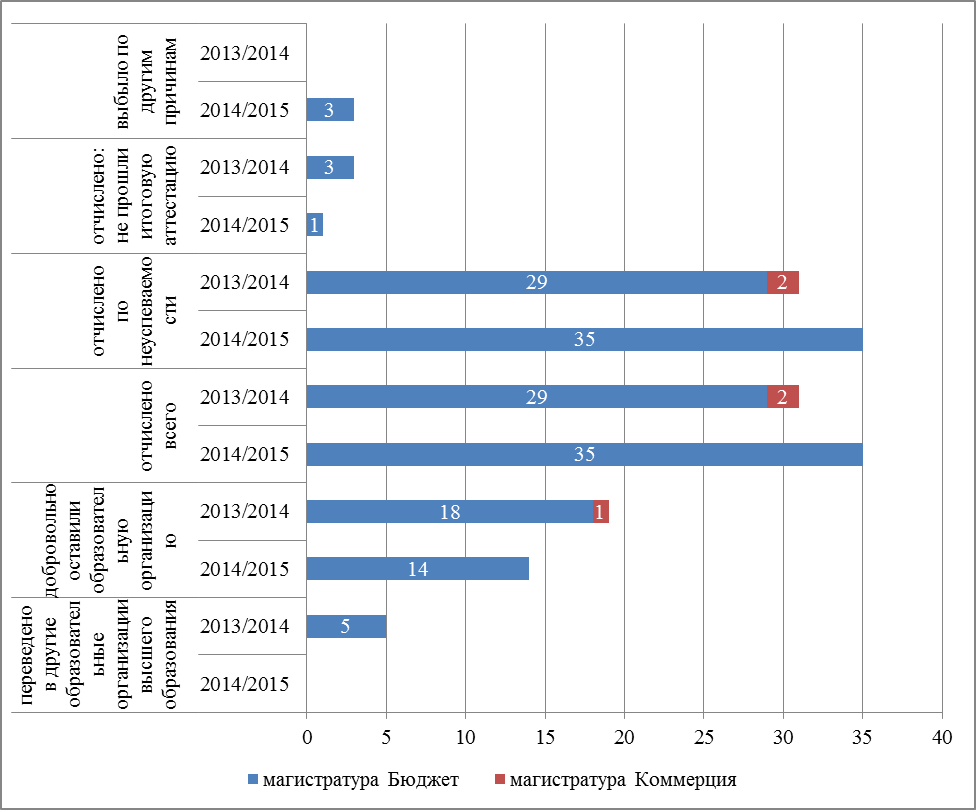 выбыло по
другим
причинам
2013/2014
2014/2015
3
отчислено:
не прошли
итоговую
аттестацию
2013/2014
3
2014/2015
1
отчислено
по
неуспеваемо
сти
2013/2014
29
2
2014/2015
35
отчислено
всего
2013/2014
29
2
2014/2015
35
добровольно
оставили
образовател
ьную
организаци
ю
2013/2014
18
1
2014/2015
14
переведено
в другие
образовател
ьные
организации
высшего
образования
2013/2014
5
2014/2015
0 5 10 15 20 25 30 35 40
магистратура Бюджет магистратура Коммерция